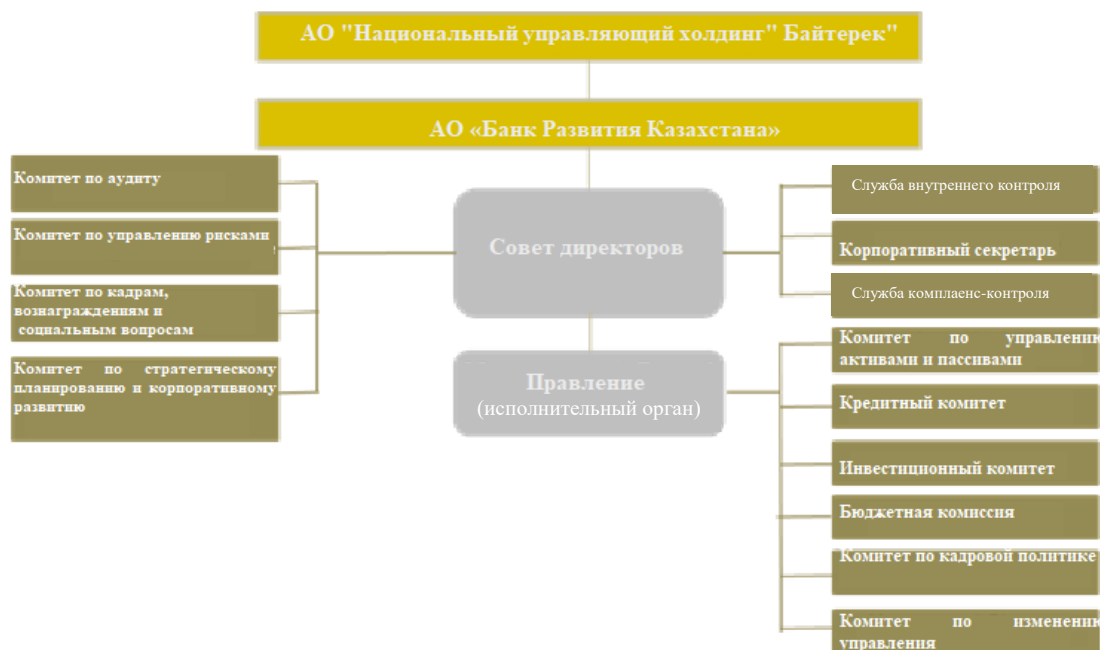 АО "Национальный управляющий холдинг" Байтерек"
АО «Банк Развития Казахстана»
Комитет по аудиту
Комитет по управлению рисками
Комитет по кадрам,
вознаграждениям и
социальным вопросам
Комитет по стратегическому
планированию и корпоративному
развитию
Совет директоров
Правление
(исполнительный орган)
Служба внутреннего контроля
Корпоративный секретарь
Служба комплаенс-контроля
Комитет по управлению
активами и пассивами
Кредитный комитет
Инвестиционный комитет
Бюджетная комиссия
Комитет по кадровой политике
Комитет по изменению
управления